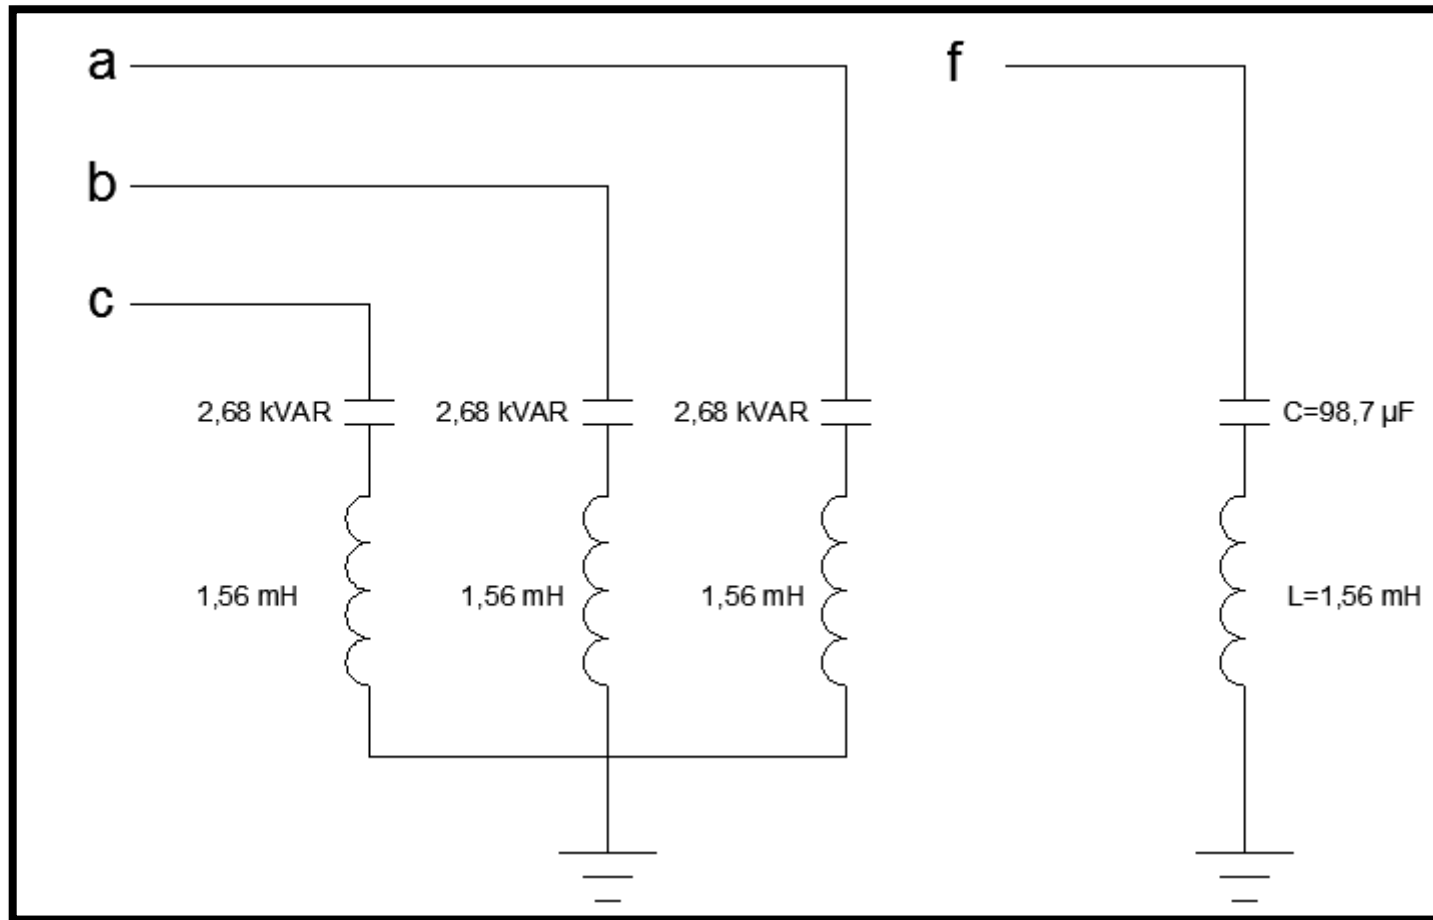 a
f
b
c
2,68 kVAR
2,68 kVAR
2,68 kVAR
C=98,7 µF
1,56 mH
1,56 mH
1,56 mH
L=1,56 mH